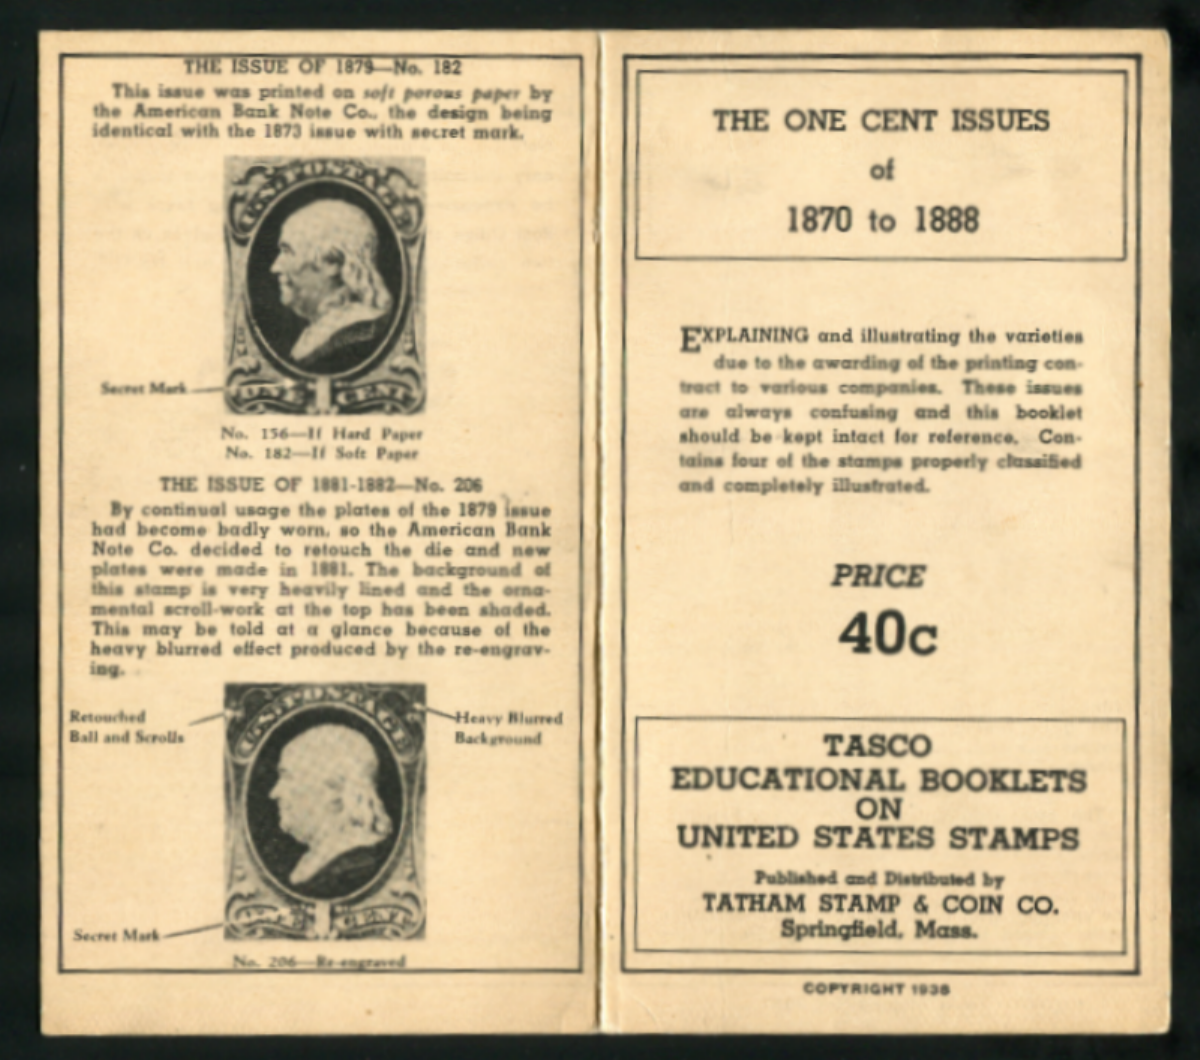 THE ISSUE OF 1879—No. 182
This issue was printed on soft porous paper by
the American Bank Note Co., the design being
identical with the 1873 issue with secret mark.
Secret Mark
No. 156—If Hard Paper
No. 182—If Soft Paper
THE ISSUE OF 1881-1882—No. 206
By continual usage the plates of the 1879 issue
had become badly worn, so the American Bank
Note Co. decided to retouch the die and new
plates were made in 1881. The background of
this stamp is very heavily lined and the orna-
mental scroll-work at the top has been shaded.
This may be told at a glance because of the
heavy blurred effect produced by the re-engrav-
ing.
Retouched
Ball and Scrolls
Heavy Blurred
Background
Secret Mark
No. 206—Re-engraved
THE ONE CENT ISSUES
of
1870 to 1888
EXPLAINING and illustrating the varieties
due to the awarding of the printing con-
tract to various companies. These issues
are always confusing and this booklet
should be kept intact for reference. Con-
tains four of the stamps properly classified
and completely illustrated.
PRICE
40c
TASCO
EDUCATIONAL BOOKLETS
ON
UNITED STATES STAMPS
Published and Distributed by
TATHAM STAMP & COIN CO.
Springfield, Mass.
COPYRIGHT